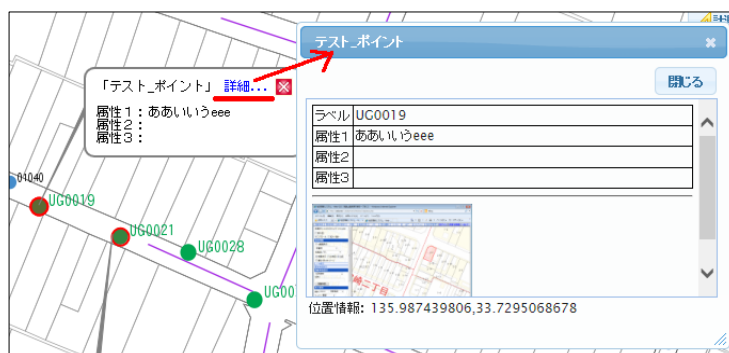 テスト_ポイント
閉じる
「テスト_ポイント」 詳細...
属性1：ああいいうeee
属性2：
属性3：
ラベル UG0019
属性1 ああいいうeee
属性2
属性3
01040
UG0019
UG0021
UG0028
UG00
位置情報: 135.987439806,33.7295068678